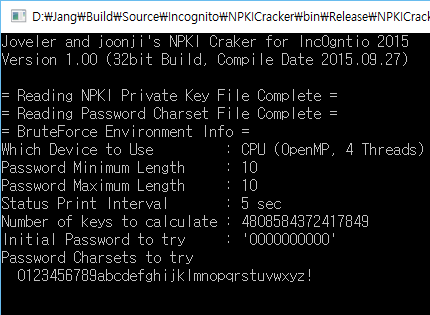 D:\Jang\Build\Source\Incognito\NPKICracker\bin\Release\NPKICrac
Joveler and joonji's NPKI Craker for Inc0gntio 2015
Version 1.00 (32bit Build, Compile Date 2015.09.27)
= Reading NPKI Private Key File Complete =
= Reading Password Charset File Complete =
= BruteForce Environment Info =
Which Device to Use : CPU (OpenMP, 4 Threads)
Password Minimum Length : 10
Password Maximum Length : 10
Status Print Interval : 5 sec
Number of keys to calculate : 4808584372417849
Initial Password to try : '0000000000'
Password Charsets to try
0123456789abcdefghijklmnopqrstuvwxyz!